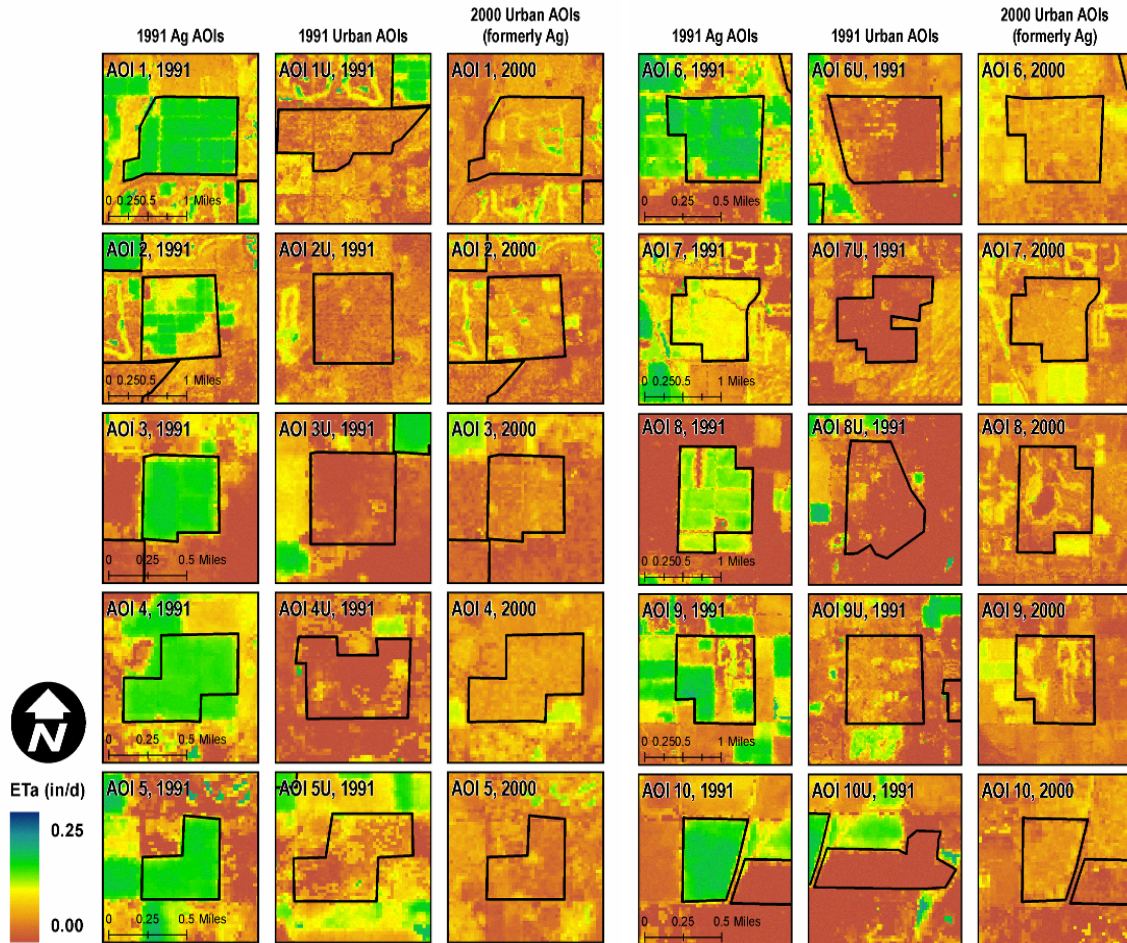 1991 Ag AOIs 1991 Urban AOIs 2000 Urban AOIs
(formerly Ag) 1991 Ag AOIs 1991 Urban AOIs 2000 Urban AOIs
(formerly Ag)
AOI 1, 1991 AOI 1U, 1991 AOI 1, 2000 AOI 6, 1991 AOI 6U, 1991 AOI 6, 2000
0 0.250.5 1 Miles 0 0.25 0.5 Miles
AOI 2, 1991 AOI 2U, 1991 AOI 2, 2000 AOI 7, 1991 AOI 7U, 1991 AOI 7, 2000
0 0.250.5 1 Miles 0 0.250.5 1 Miles
AOI 3, 1991 AOI 3U, 1991 AOI 3, 2000 AOI 8, 1991 AOI 8U, 1991 AOI 8, 2000
0 0.25 0.5 Miles 0 0.250.5 1 Miles
AOI 4, 1991 AOI 4U, 1991 AOI 4, 2000 AOI 9, 1991 AOI 9U, 1991 AOI 9, 2000
0 0.25 0.5 Miles 0 0.250.5 1 Miles
N
AOI 5, 1991 AOI 5U, 1991 AOI 5, 2000 AOI 10, 1991 AOI 10U, 1991 AOI 10, 2000
0 0.25 0.5 Miles 0 0.25 0.5 Miles
ETa (in/d)
0.25
0.00